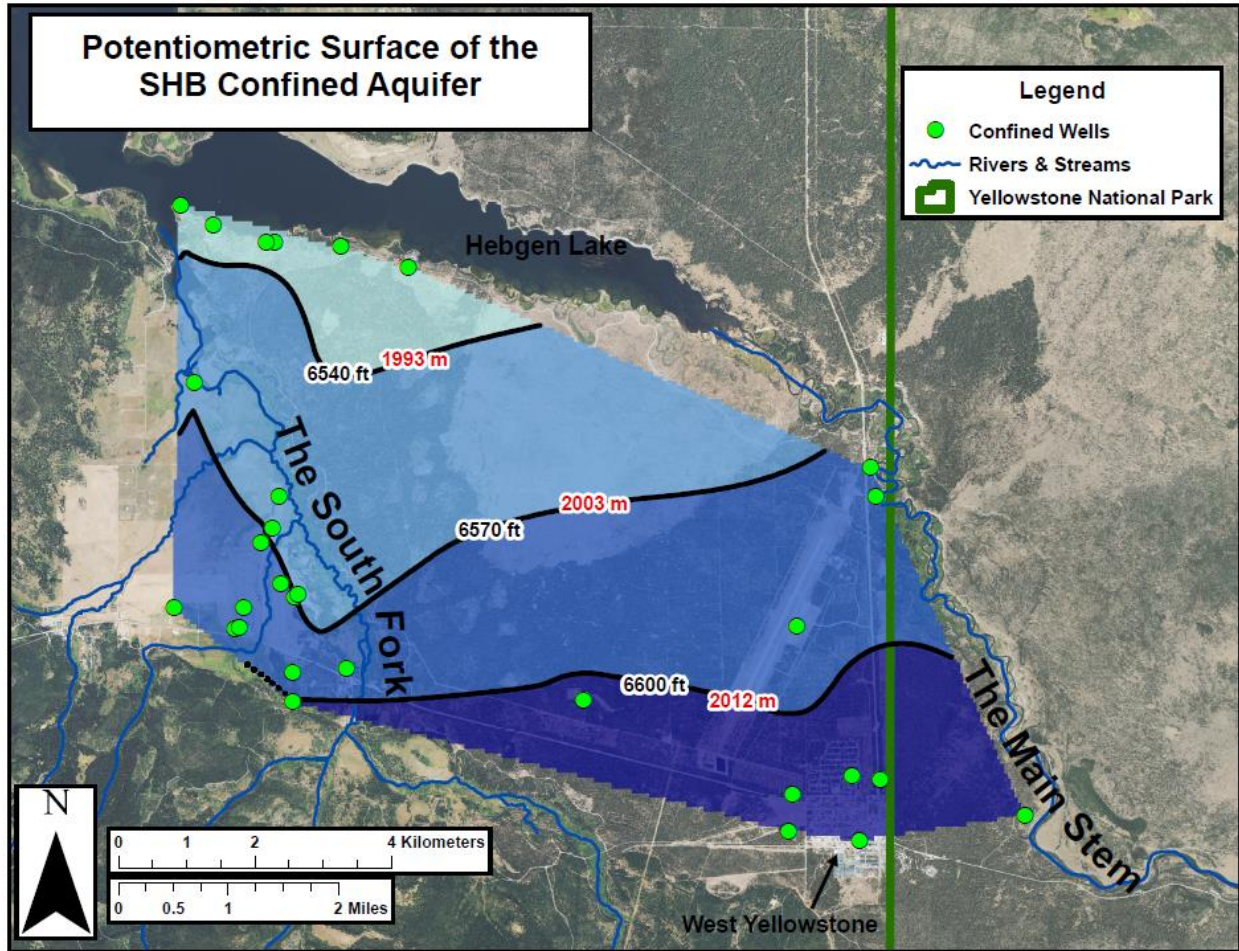 Potentiometric Surface of the
SHB Confined Aquifer
Legend
Confined Wells
Rivers & Streams
Yellowstone National Park
Hebgen Lake
1993 m
6540 ft
The South
Fork
2003 m
6570 ft
6600 ft
2012 m
The Main Stem
N
0 1 2 4 Kilometers
0 0.5 1 2 Miles
West Yellowstone